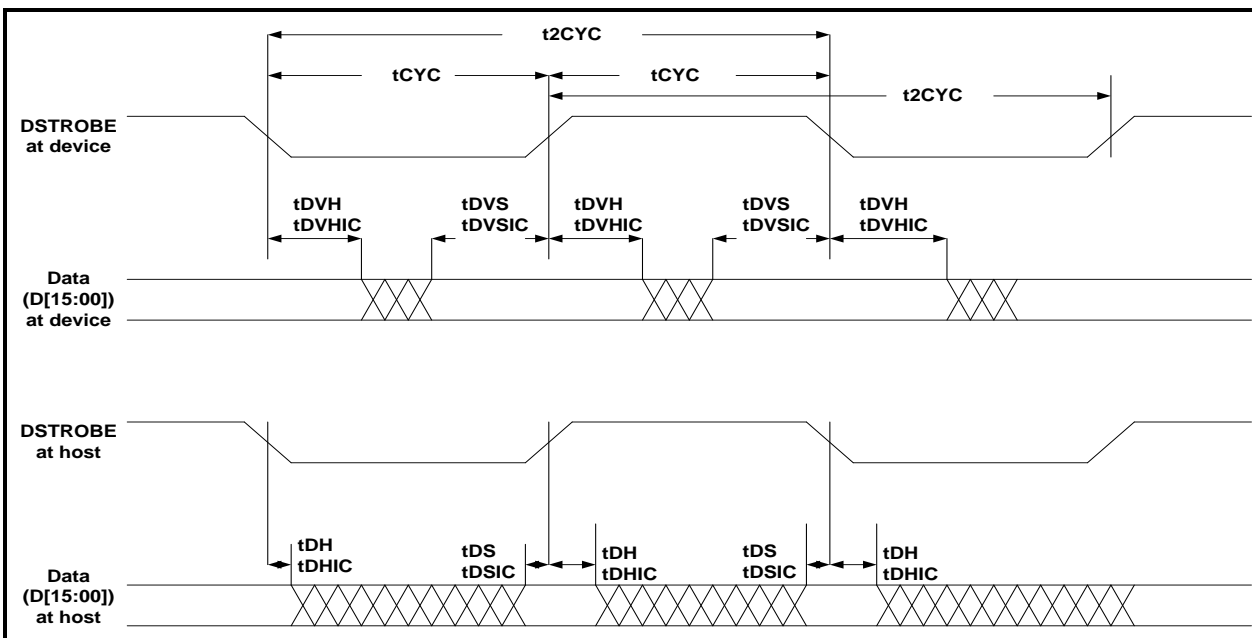 t2CYC
tCYC
tCYC
t2CYC
DSTROBE
at device
tDVH
tDVHIC
tDVS
tDVSIC
tDVH
tDVHIC
tDVS
tDVSIC
tDVH
tDVHIC
Data
(D[15:00])
at device
DSTROBE
at host
tDH
tDHIC
tDS
tDSIC
tDH
tDHIC
tDS
tDSIC
tDH
tDHIC
Data
(D[15:00])
at host